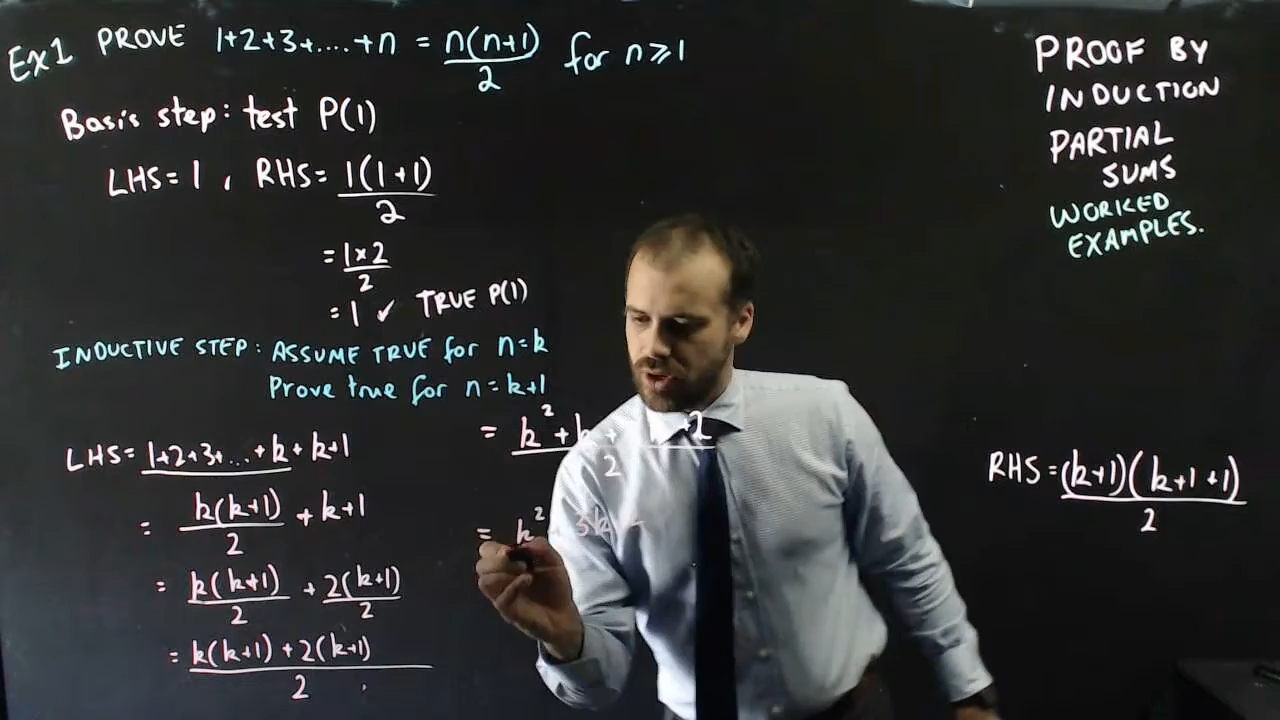 Ex1 PROVE 1+2+3+....+n = n(n+1)/2 for n≥1
Basis step: test P(1)
LHS=1, RHS= 1(1+1)/2
= 1×2/2
= 1 ✓ TRUE P(1)
INDUCTIVE STEP: ASSUME TRUE for n=k
Prove true for n=k+1
LHS= 1+2+3+...+k+k+1
= k(k+1)/2 + k+1
= k(k+1)/2 + 2(k+1)/2
= k(k+1)+2(k+1)/2
= k²+k+ k+2/2
= k² 3k
RHS= (k+1)(k+1+1)/2
PROOF BY
INDUCTION
PARTIAL
SUMS
WORKED
EXAMPLES.